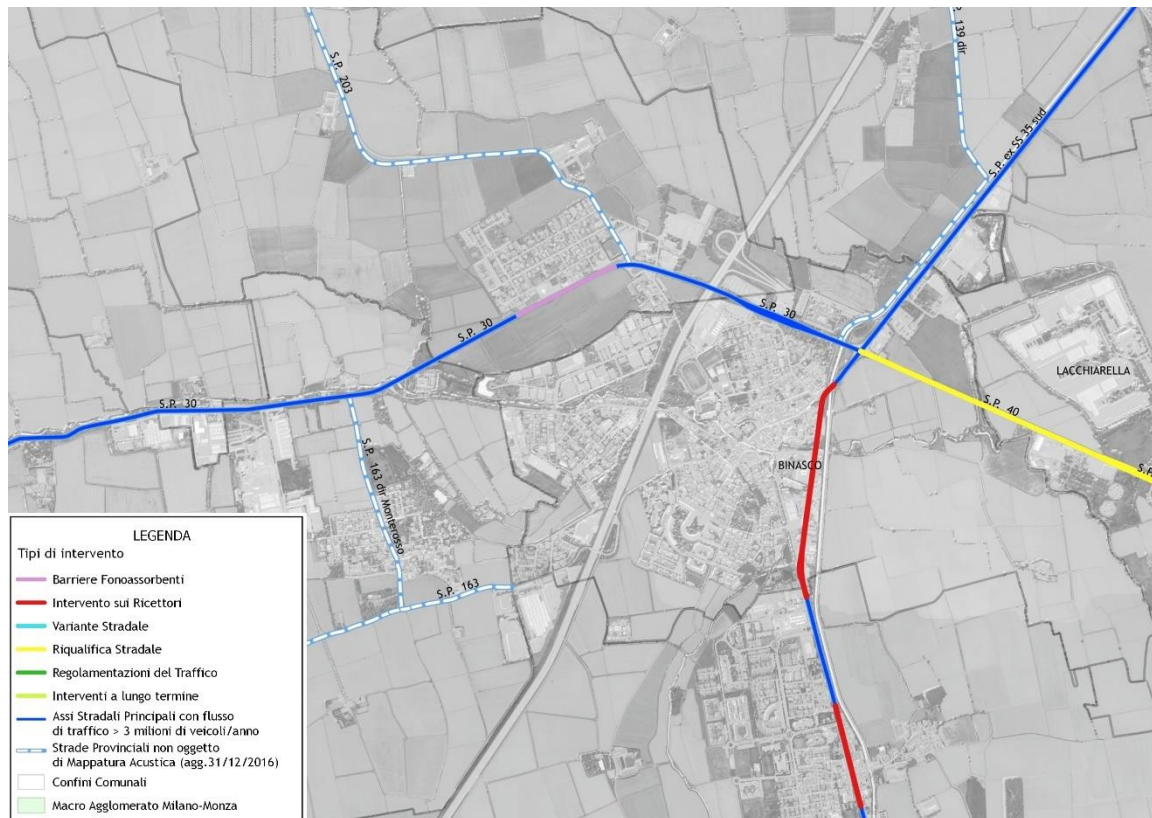 S.P. 203
139 dir
S.P. ex SS 35 sud
S.P. 30
S.P. 30
LACCHIARELLA
S.P. 30
S.P. 40
BINASCO
S.P.
S.P. 163 dir Monterosso
S.P. 163
LEGENDA
Tipi di intervento
Barriere Fonoassorbenti
Intervento sui Ricettori
Variante Stradale
Riqualifica Stradale
Regolamentazioni del Traffico
Interventi a lungo termine
Assi Stradali Principali con flusso
di traffico > 3 milioni di veicoli/anno
Strade Provinciali non oggetto
di Mappatura Acustica (agg.31/12/2016)
Confini Comunali
Macro Agglomerato Milano-Monza